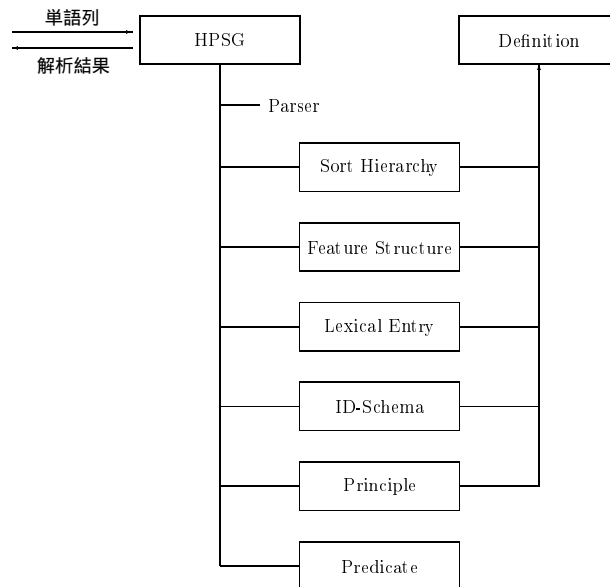 単語列
HPSG
Definition
解析結果
Parser
Sort Hierarchy
Feature Structure
Lexical Entry
ID-Schema
Principle
Predicate